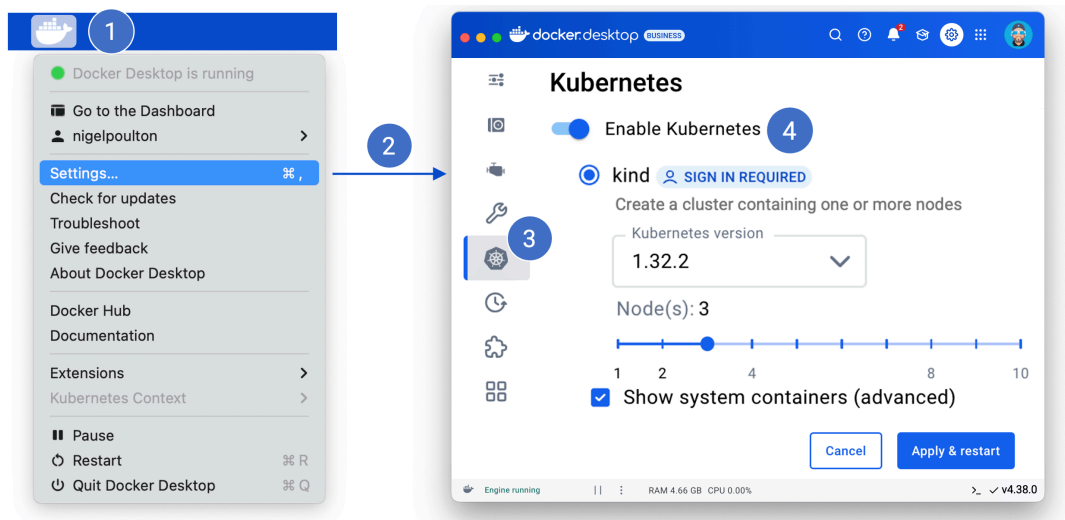 1
Docker Desktop is running
Go to the Dashboard
nigelpoulton
Settings... ⌘ ,
Check for updates
Troubleshoot
Give feedback
About Docker Desktop
Docker Hub
Documentation
Extensions
Kubernetes Context
Pause
Restart ⌘ R
Quit Docker Desktop ⌘ Q
2
docker.desktop BUSINESS
2
Kubernetes
Enable Kubernetes 4
kind SIGN IN REQUIRED
Create a cluster containing one or more nodes
3
Kubernetes version
1.32.2
Node(s): 3
1 2 4 8 10
Show system containers (advanced)
Cancel Apply & restart
Engine running RAM 4.66 GB CPU 0.00% >_ v4.38.0